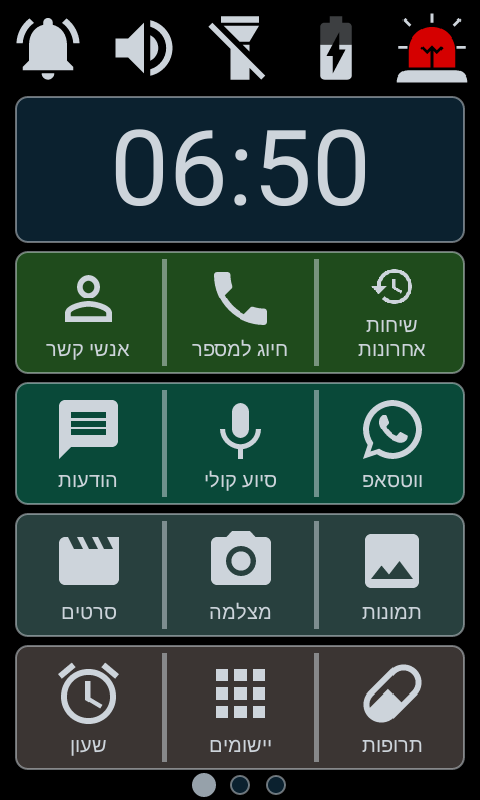 06:50
שיחות
אחרונות
חיוג למספר
אנשי קשר
ווטסאפ
סיוע קולי
הודעות
תמונות
מצלמה
סרטים
תרופות
יישומים
שעון